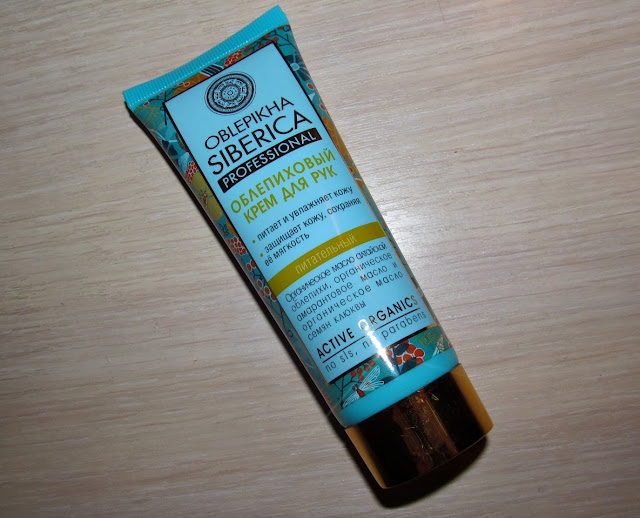 OBLEPIKHA
SIBERICA
PROFESSIONAL
ОБЛЕПИХОВЫЙ
КРЕМ ДЛЯ РУК
• питает и увлажняет кожу
• защищает кожу, сохраняя
её мягкость
питательный
Органическое масло алтайской
облепихи, органическое
амарантовое масло и
органическое масло
семян клюквы
ACTIVE ORGANICS
no sls, no parabens